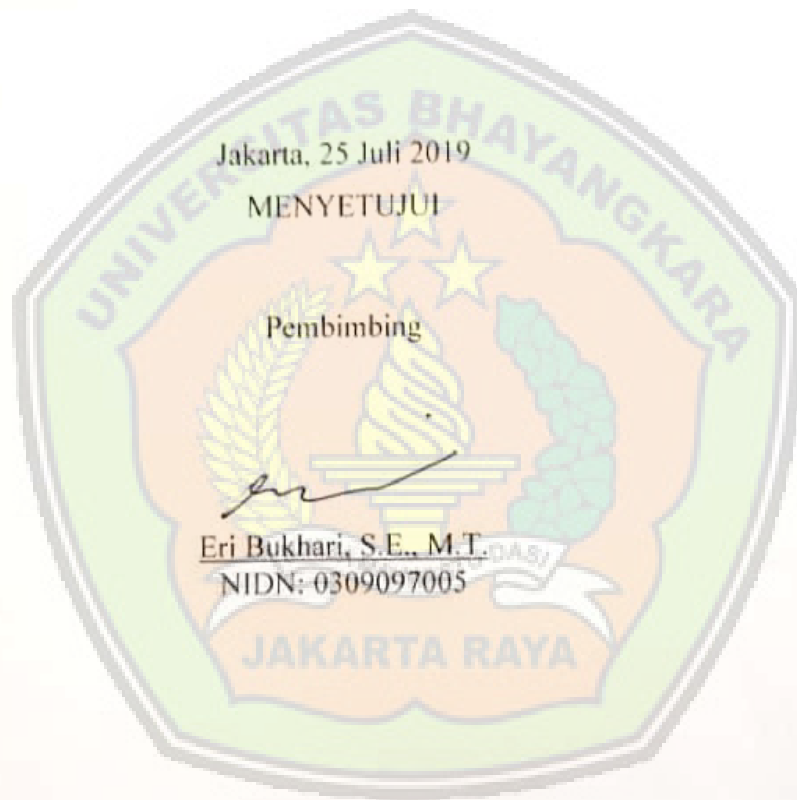 UNIVERSITAS BHAYANGKARA
Jakarta, 25 Juli 2019
MENYETUJUI
Pembimbing
Eri Bukhari, S.E., M.T.
NIDN: 0309097005
JAKARTA RAYA